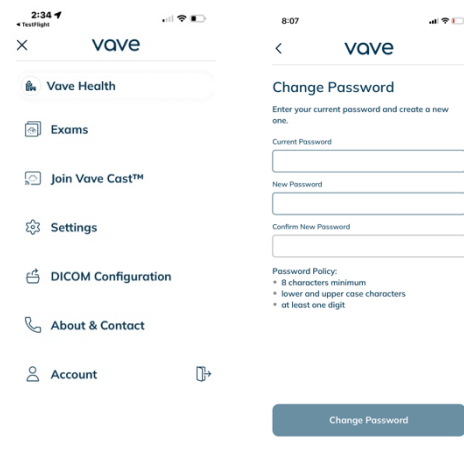 2:34
TestFlight
vave
Vave Health
Exams
Join Vave Cast™
Settings
DICOM Configuration
About & Contact
Account
8:07
vave
Change Password
Enter your current password and create a new
one.
Current Password
New Password
Confirm New Password
Password Policy:
8 characters minimum
lower and upper case characters
at least one digit
Change Password